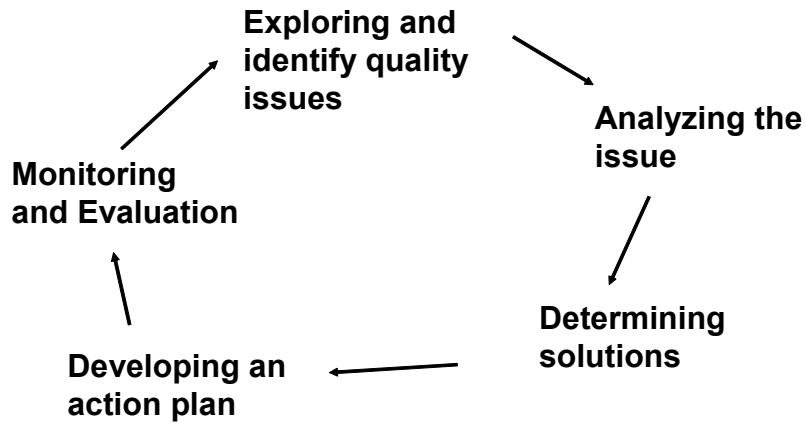 Exploring and
identify quality
issues
Analyzing the
issue
Determining
solutions
Developing an
action plan
Monitoring
and Evaluation